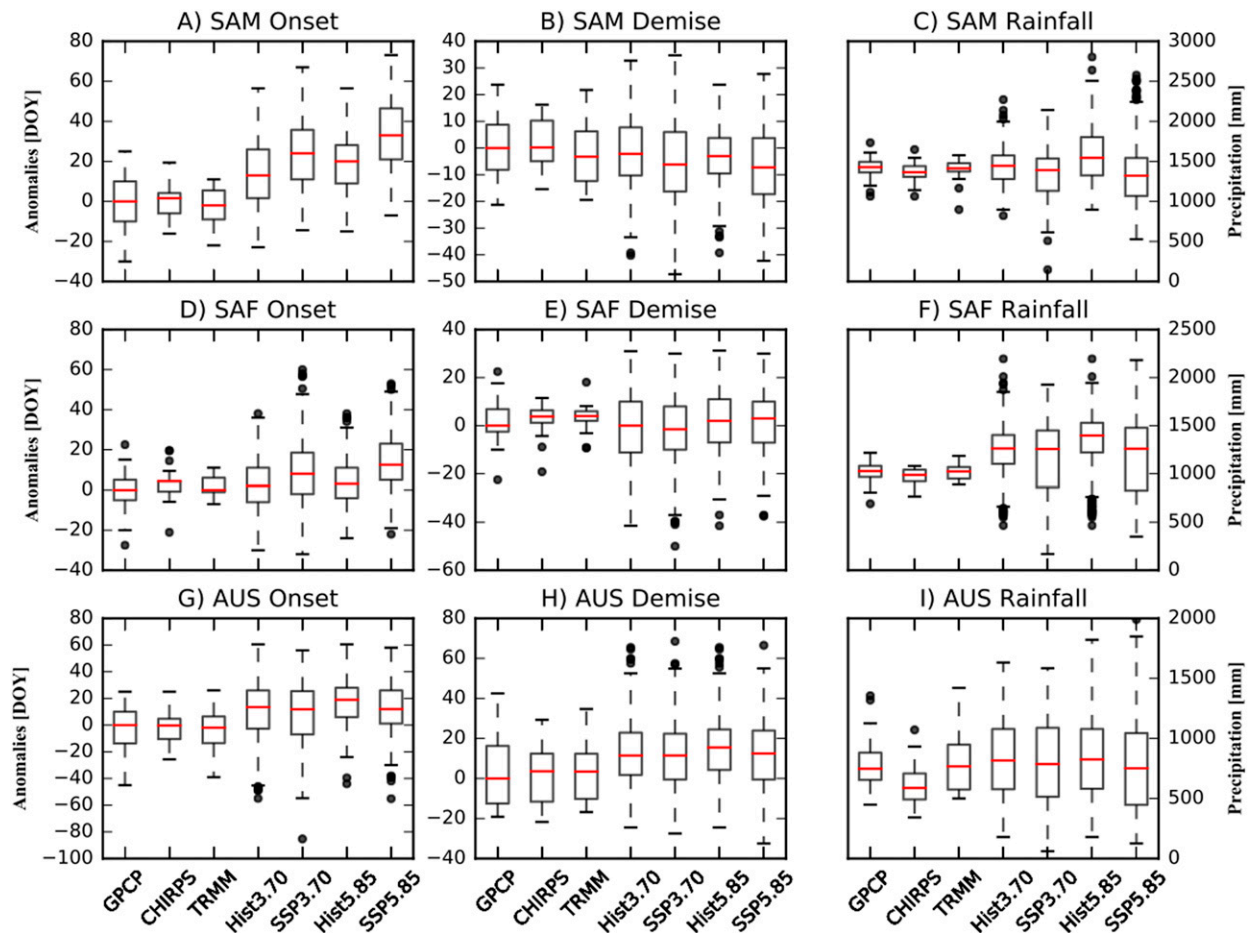 A) SAM Onset
B) SAM Demise
C) SAM Rainfall
80
60
40
20
0
−20
−40
Anomalies [DOY]
40
30
20
10
0
−10
−20
−30
−40
−50
3000
2500
2000
1500
1000
500
0
Precipitation [mm]
D) SAF Onset
E) SAF Demise
F) SAF Rainfall
80
60
40
20
0
−20
−40
Anomalies [DOY]
40
20
0
−20
−40
−60
2500
2000
1500
1000
500
0
Precipitation [mm]
G) AUS Onset
H) AUS Demise
I) AUS Rainfall
80
60
40
20
0
−20
−40
−60
−80
−100
Anomalies [DOY]
80
60
40
20
0
−20
−40
2000
1500
1000
500
0
Precipitation [mm]
GPCP
CHIRPS
TRMM
Hist3.70
SSP3.70
Hist5.85
SSP5.85
GPCP
CHIRPS
TRMM
Hist3.70
SSP3.70
Hist5.85
SSP5.85
GPCP
CHIRPS
TRMM
Hist3.70
SSP3.70
Hist5.85
SSP5.85